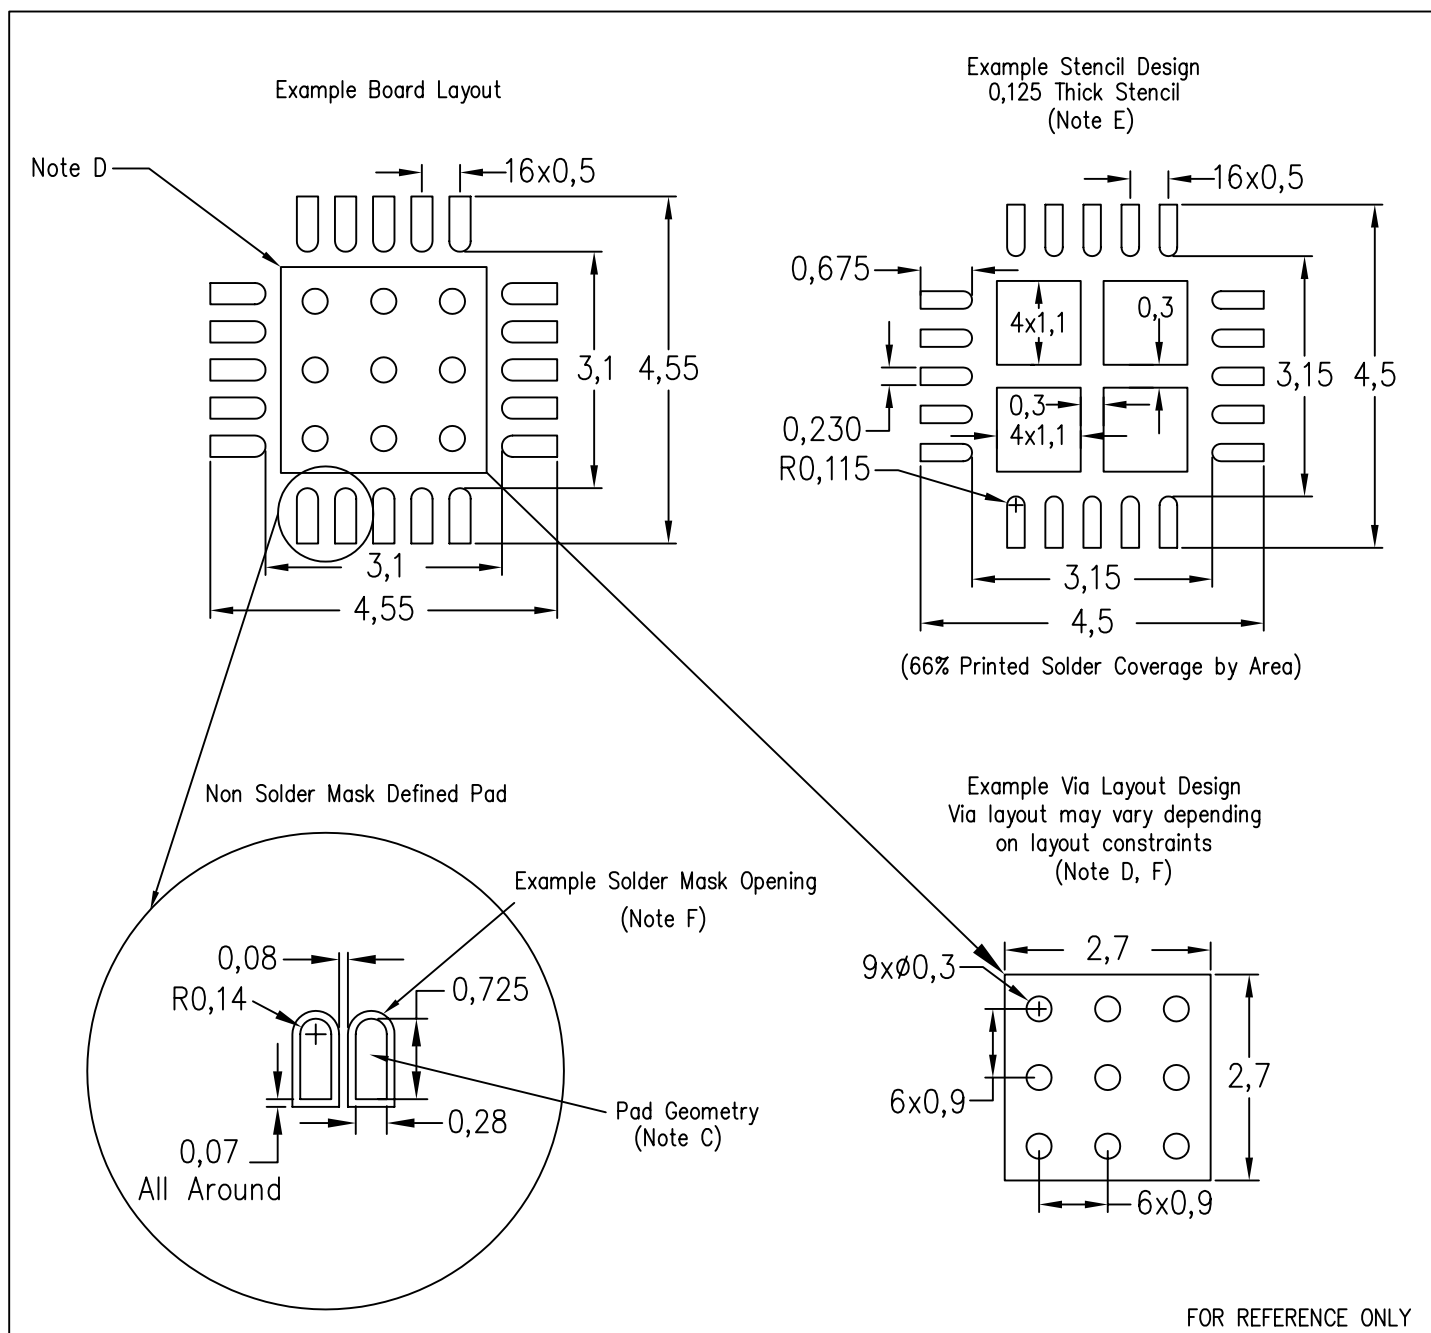 Example Board Layout
Note D
16x0,5
3,1
4,55
3,1
4,55
Example Stencil Design
0,125 Thick Stencil
(Note E)
16x0,5
0,675
4x1,1
0,3
3,15
4,5
0,3
0,230
4x1,1
R0,115
3,15
4,5
(66% Printed Solder Coverage by Area)
Non Solder Mask Defined Pad
Example Solder Mask Opening
(Note F)
0,08
R0,14
0,725
Pad Geometry
(Note C)
0,28
0,07
All Around
Example Via Layout Design
Via layout may vary depending
on layout constraints
(Note D, F)
2,7
9xø0,3
2,7
6x0,9
6x0,9
FOR REFERENCE ONLY